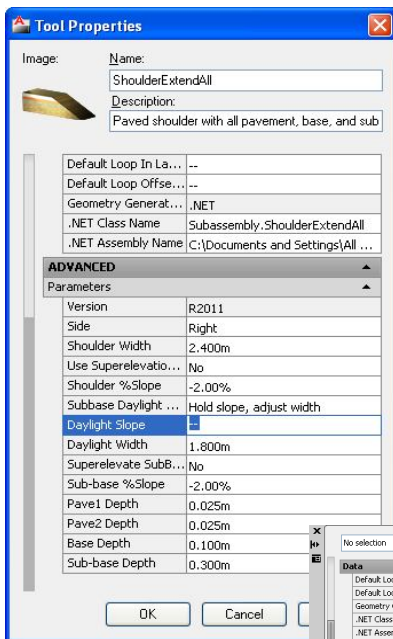 Tool Properties
Image:
Name:
ShoulderExtendAll
Description:
Paved shoulder with all pavement, base, and sub
Default Loop In La... --
Default Loop Offse... --
Geometry Generat... .NET
.NET Class Name Subassembly.ShoulderExtendAll
.NET Assembly Name C:\Documents and Settings\All ...
ADVANCED
Parameters
Version R2011
Side Right
Shoulder Width 2.400m
Use Superelevatio... No
Shoulder %Slope -2.00%
Subbase Daylight ... Hold slope, adjust width
Daylight Slope --
Daylight Width 1.800m
Superelevate SubB... No
Sub-base %Slope -2.00%
Pave1 Depth 0.025m
Pave2 Depth 0.025m
Base Depth 0.100m
Sub-base Depth 0.300m
OK Cancel
No selection
Data
Default Loo
Default Loo
Geometry
.NET Class
.NET Asser